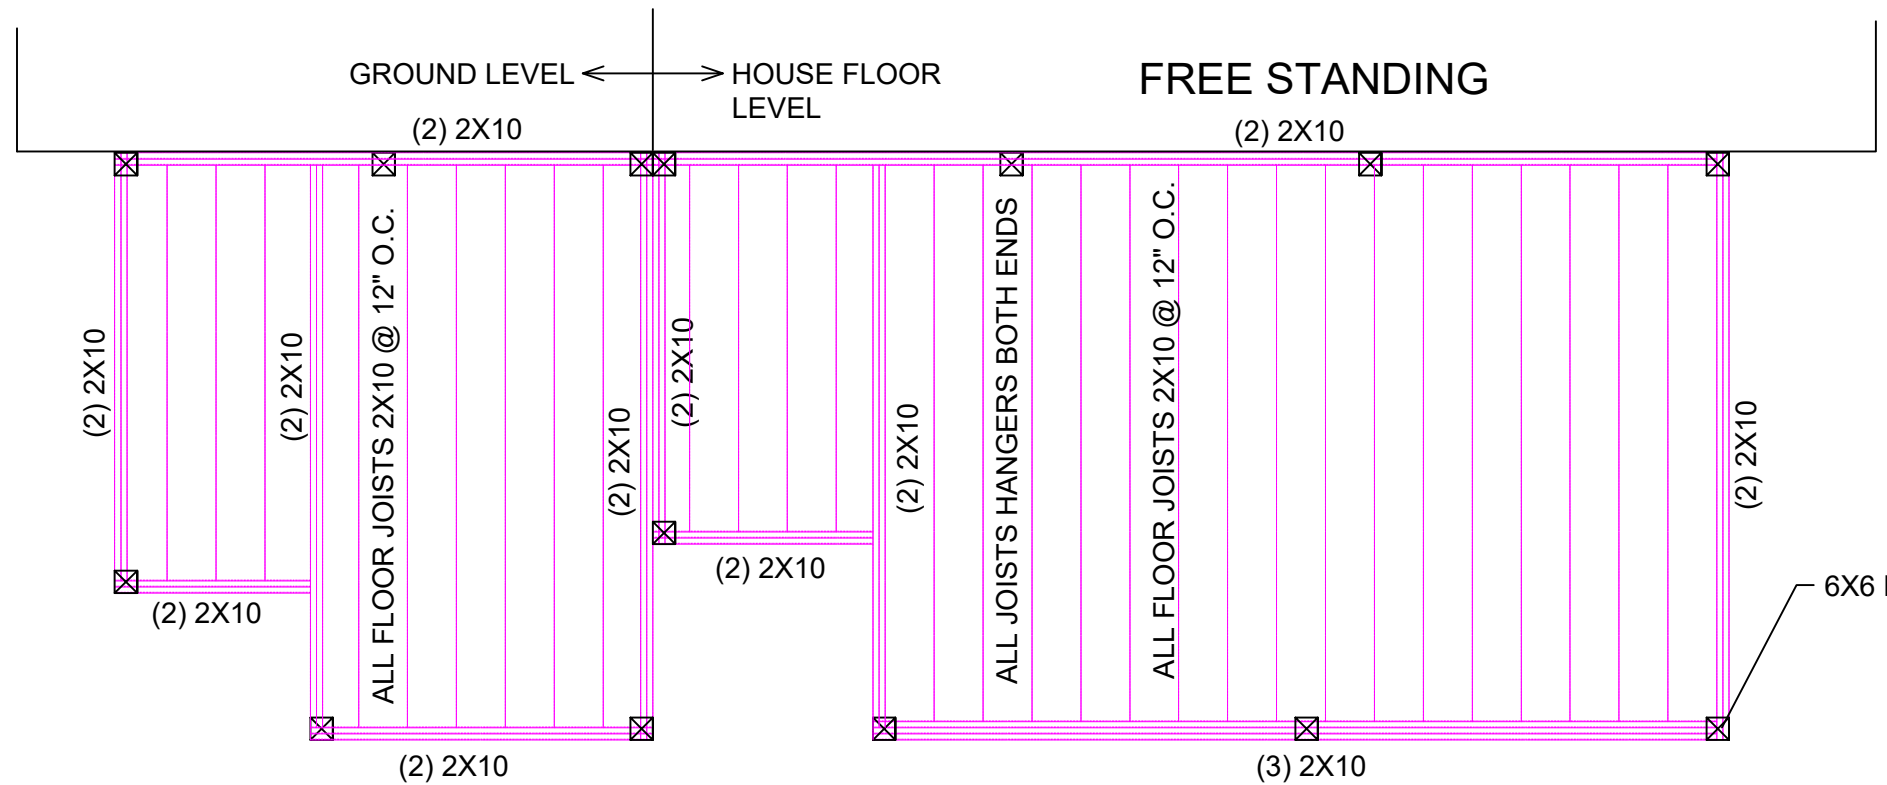 GROUND LEVEL
HOUSE FLOOR
LEVEL
FREE STANDING
(2) 2X10
(2) 2X10
(2) 2X10
(2) 2X10
ALL FLOOR JOISTS 2X10 @ 12" O.C.
(2) 2X10
(2) 2X10
(2) 2X10
ALL JOISTS HANGERS BOTH ENDS
ALL FLOOR JOISTS 2X10 @ 12" O.C.
(2) 2X10
(2) 2X10
(2) 2X10
6X6
(2) 2X10
(3) 2X10